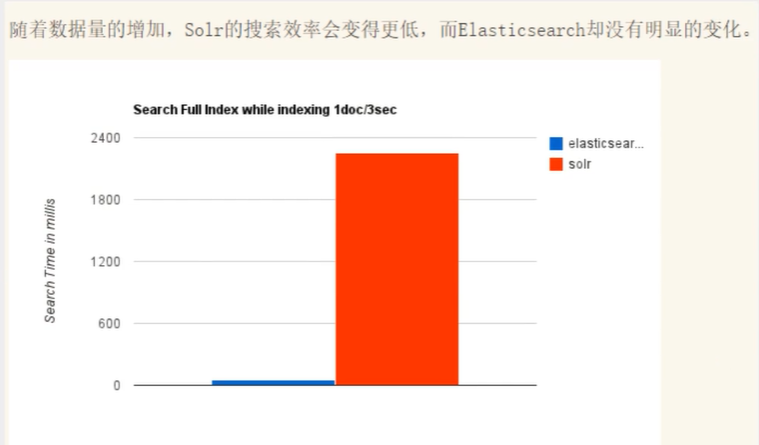 随着数据量的增加，Solr的搜索效率会变得更低，而Elasticsearch却没有明显的变化。
Search Full Index while indexing 1doc/3sec
2400
1800
1200
600
0
Search Time in millis
elasticsear...
solr